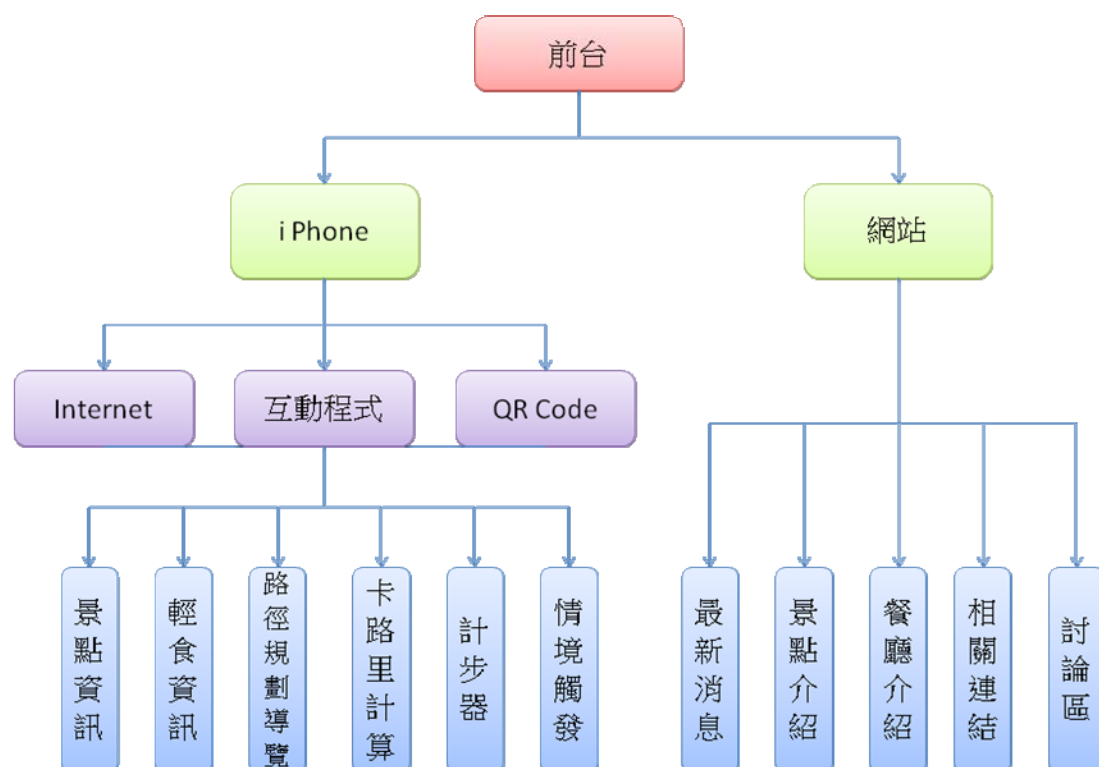 前台
i Phone
網站
Internet
互動程式
QR Code
景點資訊
輕食資訊
路徑規劃導覽
卡路里計算
計步器
情境觸發
最新消息
景點介紹
餐廳介紹
相關連結
討論區